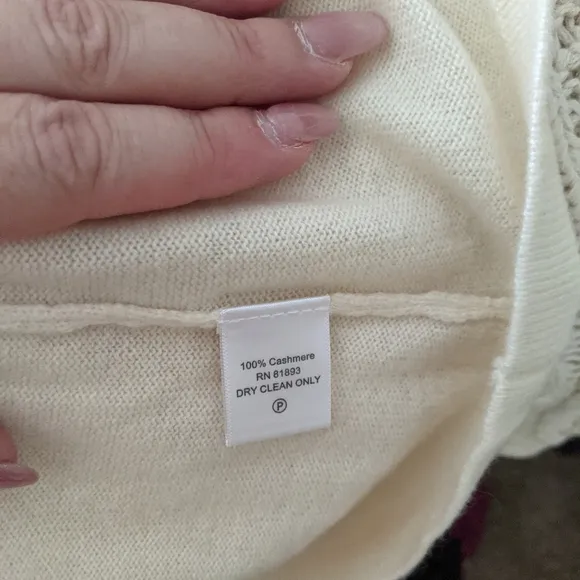 100% Cashmere
RN 81893
DRY CLEAN ONLY
P